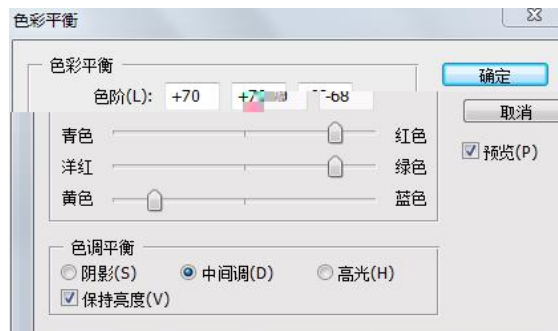 色彩平衡
色彩平衡
确定
色阶(L): +70
取消
青色 红色
预览(P)
洋红 绿色
黄色 蓝色
色调平衡
阴影(S) 中间调(D) 高光(H)
保持亮度(V)